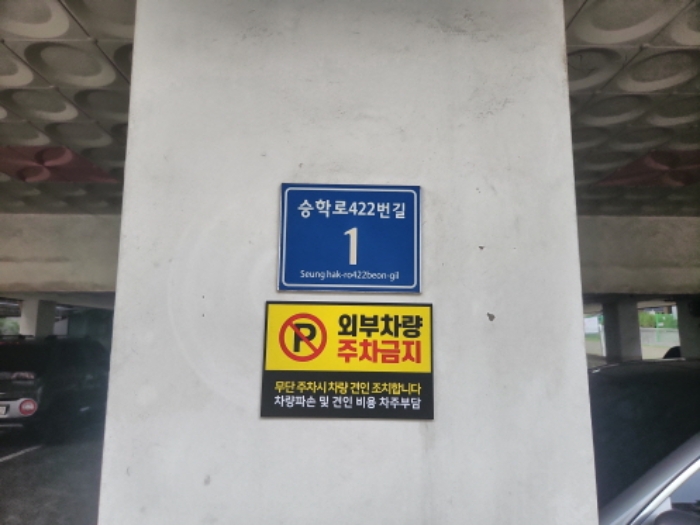 승학로422번길
1
Seunghak-ro422beon-gil
P
외부차량
주차금지
무단 주차시 차량 견인 조치합니다
차량파손 및 견인 비용 차주부담